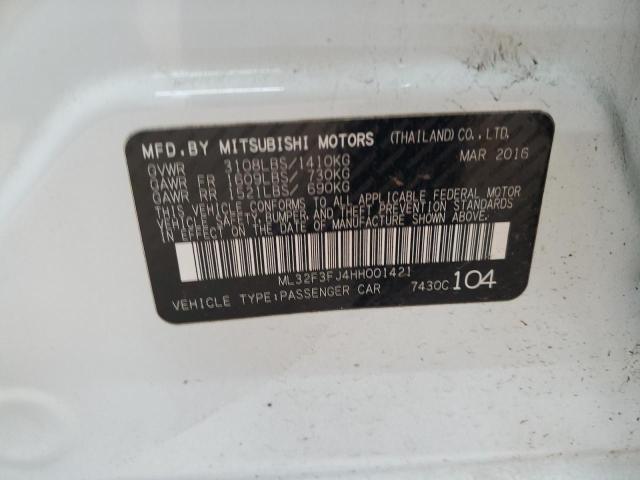 MFD.BY MITSUBISHI MOTORS (THAILAND) CO.,LTD.
GVWR 3108LBS/1410KG MAR 2016
GAWR FR 1609LBS/ 730KG
GAWR RR 1521LBS/ 690KG
THIS VEHICLE CONFORMS TO ALL APPLICABLE FEDERAL MOTOR
VEHICLE SAFETY, BUMPER, AND THEFT PREVENTION STANDARDS
IN EFFECT ON THE DATE OF MANUFACTURE SHOWN ABOVE.
ML32F3FJ4HH001421
VEHICLE TYPE:PASSENGER CAR 7430C 104